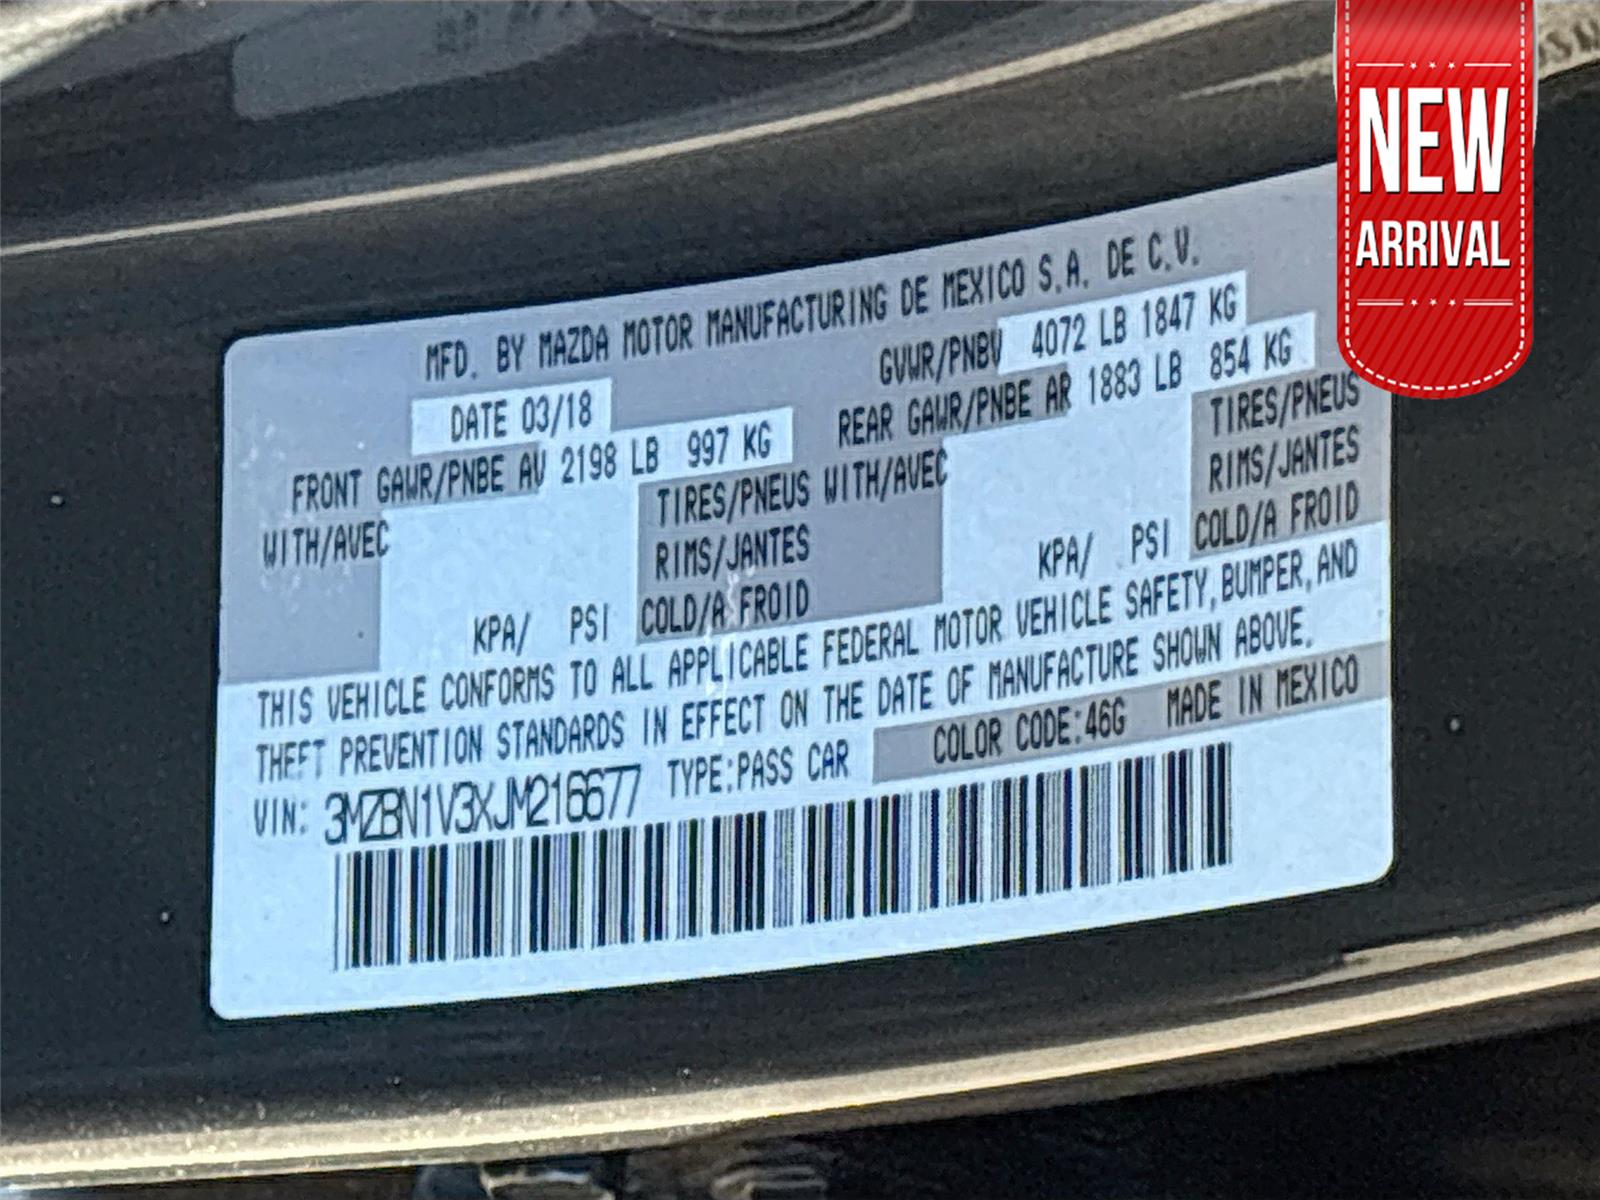 NEW
ARRIVAL
MFD. BY MAZDA MOTOR MANUFACTURING DE MEXICO S.A. DE C.V.
DATE 03/18 GVWR/PNBV 4072 LB 1847 KG
FRONT GAWR/PNBE AV 2198 LB 997 KG REAR GAWR/PNBE AR 1883 LB 854 KG
WITH/AVEC TIRES/PNEUS WITH/AVEC TIRES/PNEUS
RIMS/JANTES RIMS/JANTES
KPA/ PSI COLD/A FROID KPA/ PSI COLD/A FROID
THIS VEHICLE CONFORMS TO ALL APPLICABLE FEDERAL MOTOR VEHICLE SAFETY, BUMPER, AND
THEFT PREVENTION STANDARDS IN EFFECT ON THE DATE OF MANUFACTURE SHOWN ABOVE.
VIN: 3MZBN1V3XJM216677 TYPE:PASS CAR COLOR CODE:46G MADE IN MEXICO